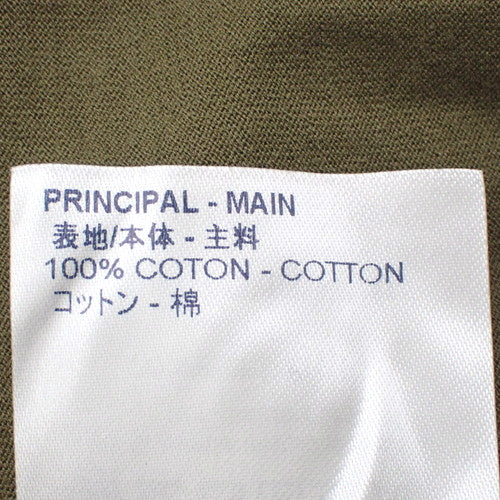 PRINCIPAL - MAIN
表地/本体 - 主料
100% COTON - COTTON
コットン - 棉